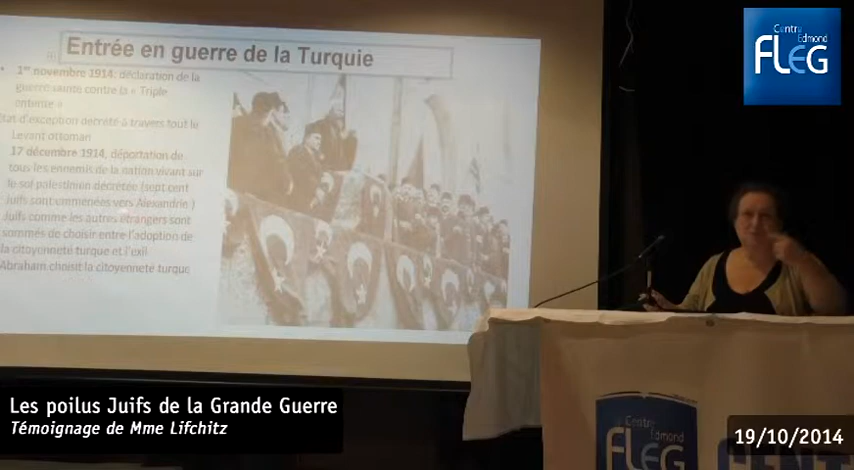 Entrée en guerre de la Turquie
1er novembre 1914: déclaration de la
guerre sainte contre la « Triple
entente »
Etat d'exception décrété à travers tout le
Levant ottoman
17 décembre 1914, déportation de
tous les ennemis de la nation vivant sur
le sol palestinien décrétée (sept cent
Juifs sont emmenées vers Alexandrie )
Juifs comme les autres étrangers sont
sommés de choisir entre l'adoption de
la citoyenneté turque et l'exil
Abraham choisit la citoyenneté turque
Centre
Edmond
FLEG
Les poilus Juifs de la Grande Guerre
Témoignage de Mme Lifchitz
Centre
Edmond
FLEG
19/10/2014